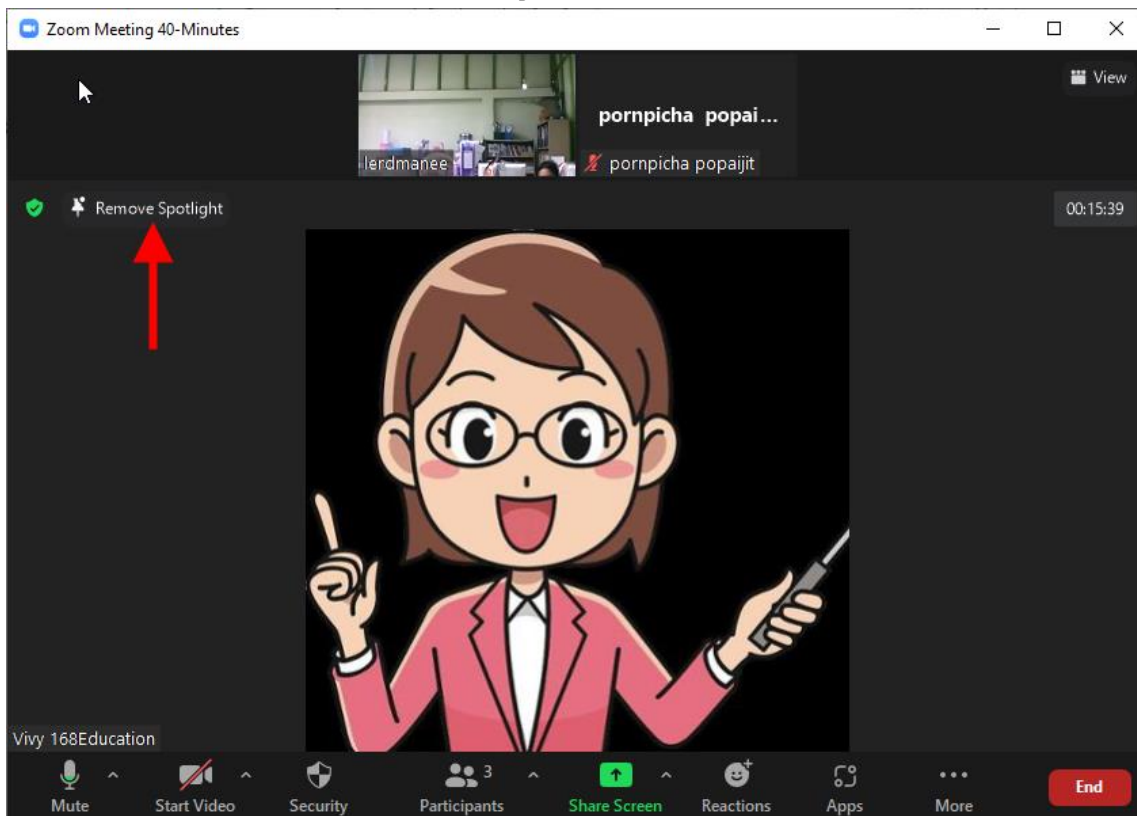 Zoom Meeting 40-Minutes
View
pornpicha popai...
lerdmanee
pornpicha popaijit
Remove Spotlight
00:15:39
Vivy 168Education
3
Mute
Start Video
Security
Participants
Share Screen
Reactions
Apps
More
End